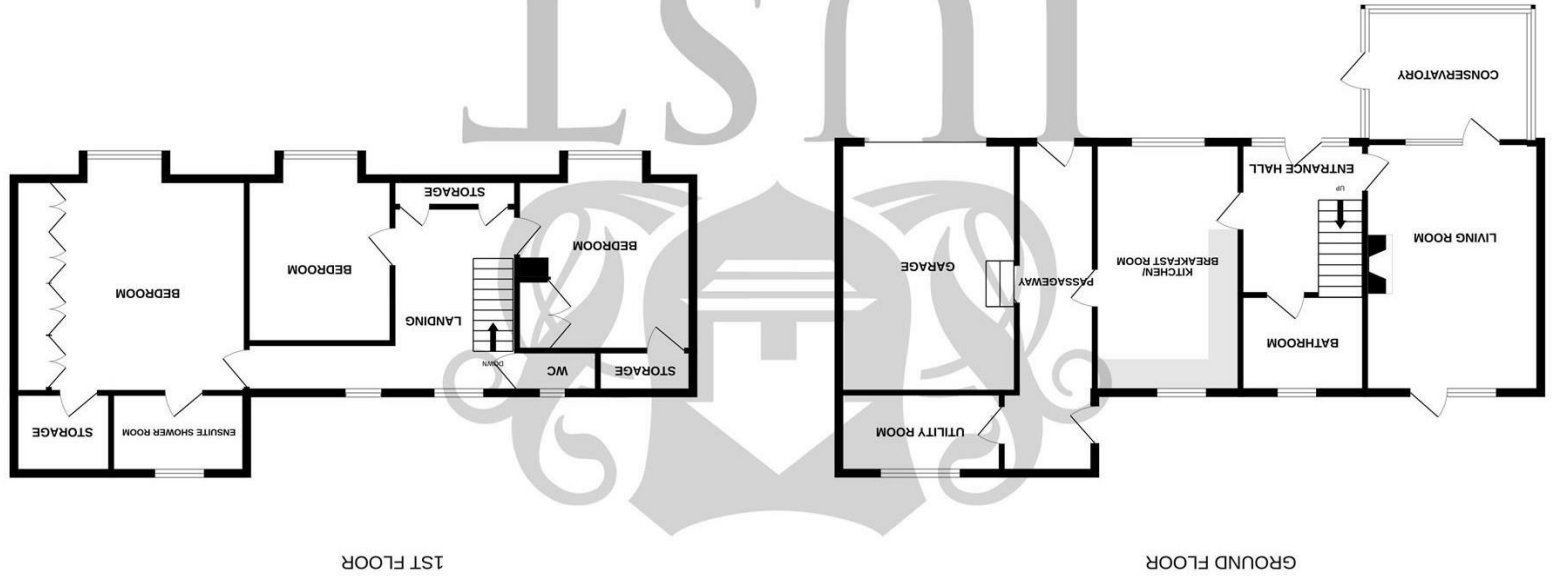 GROUND FLOOR
1ST FLOOR
UTILITY ROOM
BATHROOM
KITCHEN/
BREAKFAST ROOM
LIVING ROOM
UP
ENTRANCE HALL
PASSAGEWAY
GARAGE
CONSERVATORY
ENSUITE SHOWER ROOM
STORAGE
STORAGE
WC
DOWN
LANDING
BEDROOM
BEDROOM
BEDROOM
STORAGE